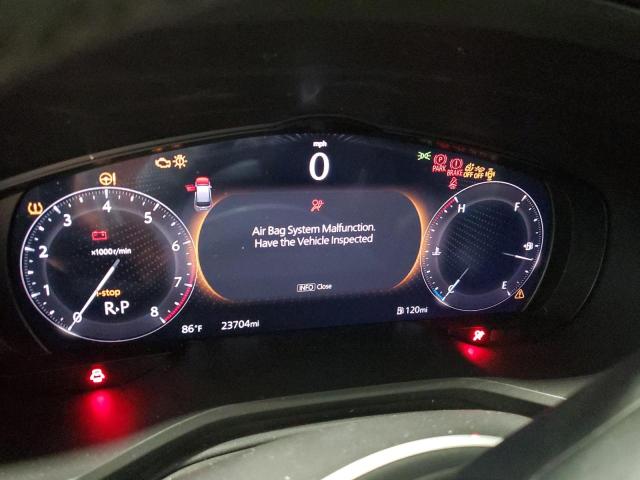 mph
0
PARK
BRAKE
OFF OFF
4
3
5
2
6
1
7
0
8
x1000r/min
i-stop
R▸P
Air Bag System Malfunction.
Have the Vehicle Inspected
INFO Close
H
F
C
E
86°F
23704mi
120mi